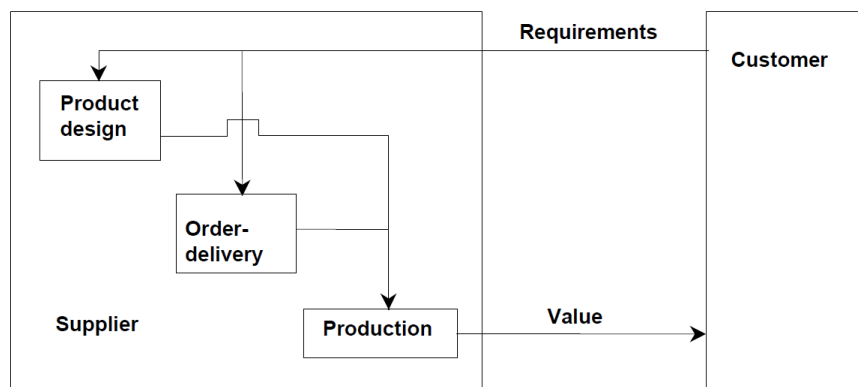 Requirements
Customer
Product
design
Order-
delivery
Supplier
Production
Value